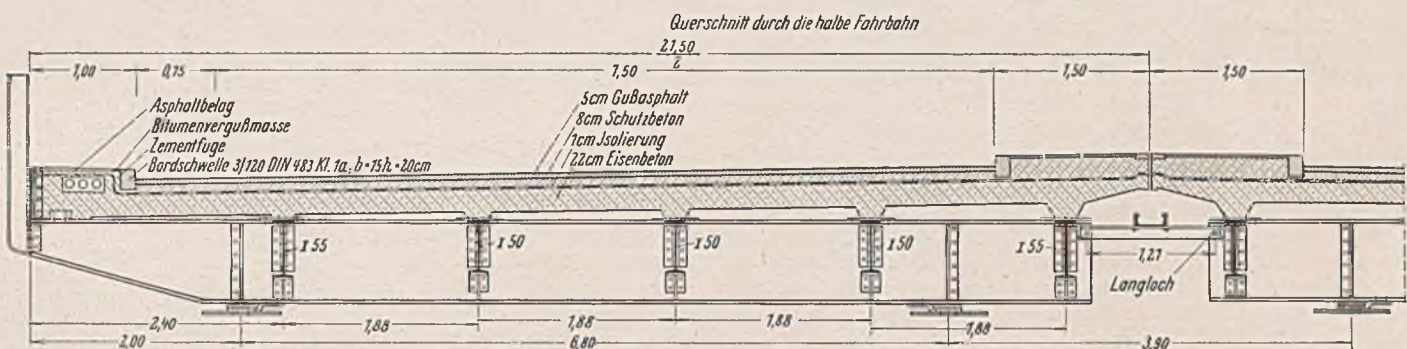 Querschnitt durch die halbe Fahrbahn
21,50
2
1,00 0,75 7,50 1,50 1,50
Asphaltbelag
Bitumenvergußmasse
Zementfuge
Bordschwelle 3/120 DIN 483 Kl. 1a, b=15 h=20cm
5cm Gußasphalt
8cm Schutzbeton
1cm Isolierung
22cm Eisenbeton
I 55 I 50 I 50 I 50 I 55 1,21
Langloch
2,40 1,88 1,88 1,88 1,88
2,00 6,80 3,90